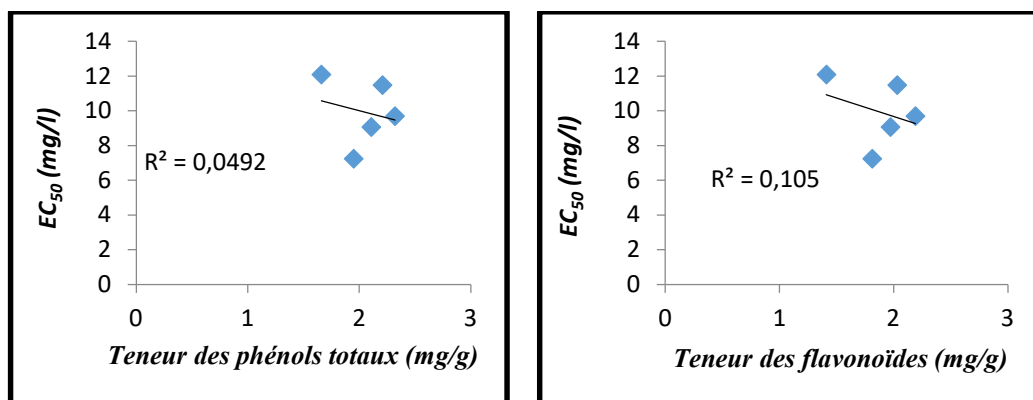 14
12
10
8
6
4
2
0
EC50 (mg/l)
R² = 0,0492
0 1 2 3
Teneur des phénols totaux (mg/g)
14
12
10
8
6
4
2
0
EC50 (mg/l)
R² = 0,105
0 1 2 3
Teneur des flavonoïdes (mg/g)